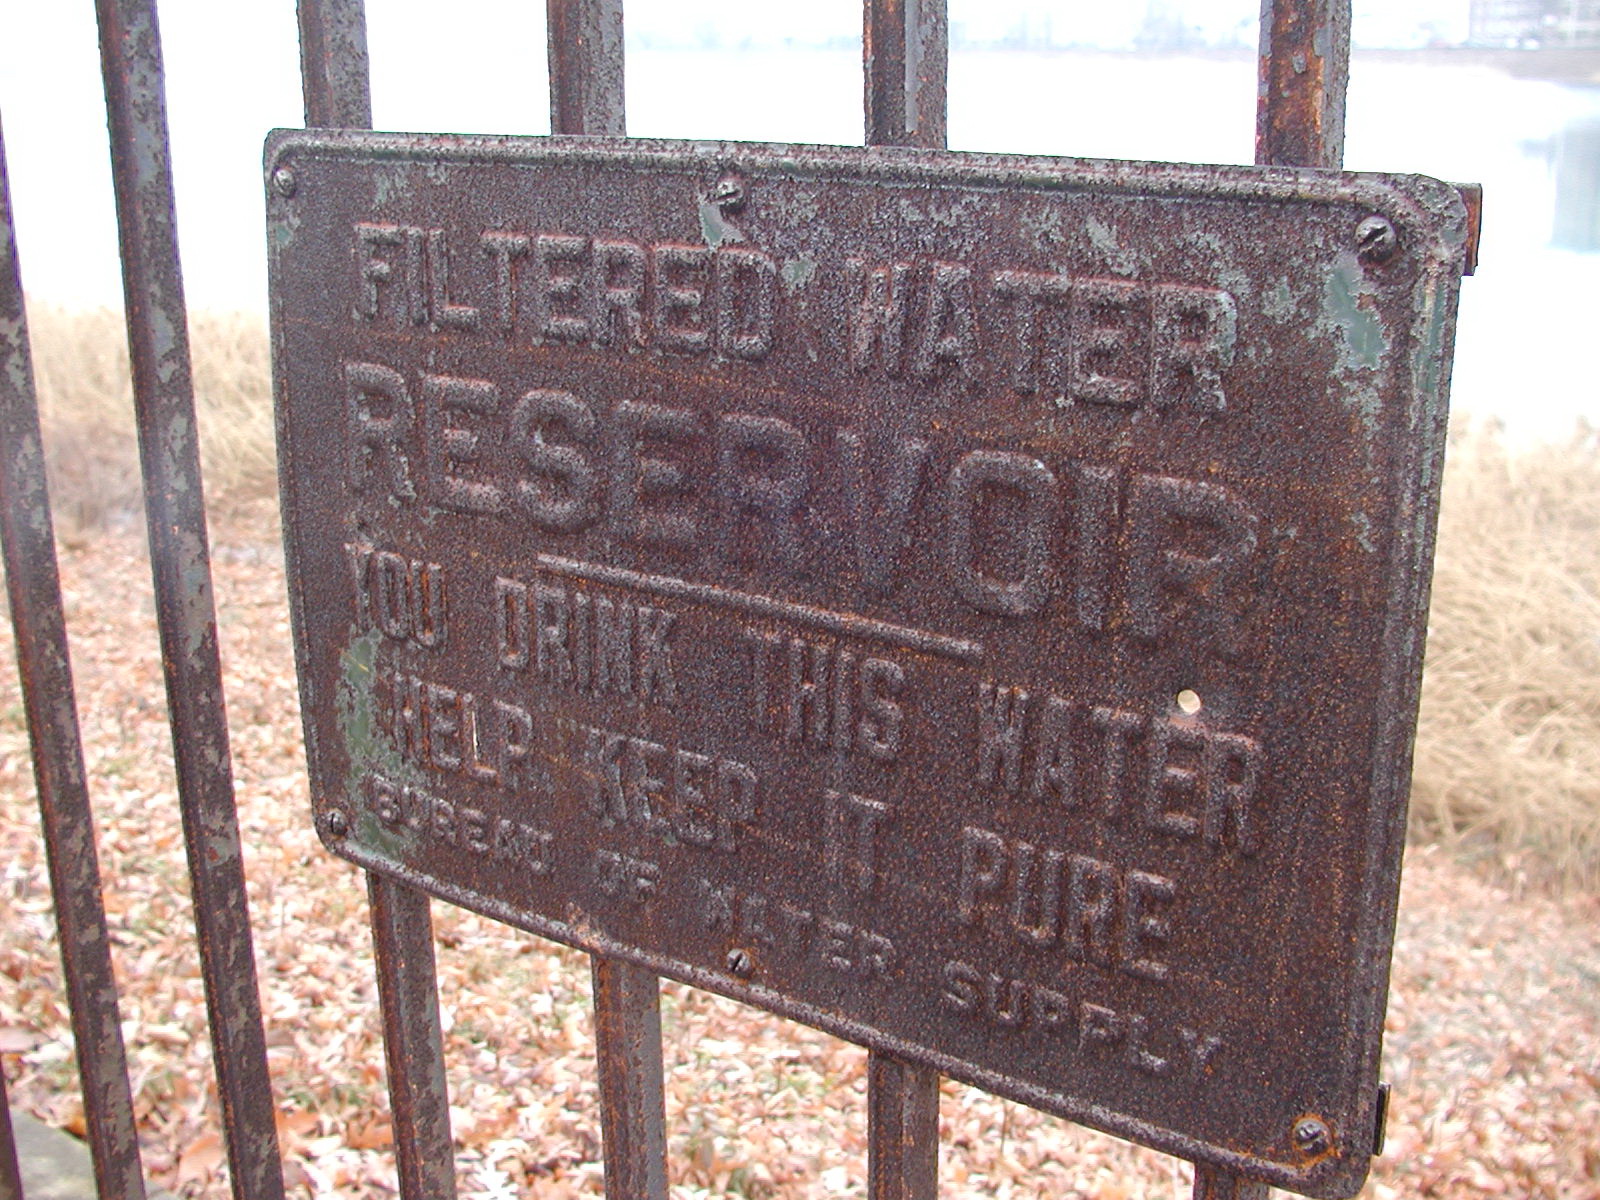 FILTERED WATER
RESERVOIR
YOU DRINK THIS WATER
HELP KEEP IT PURE
BUREAU OF WATER SUPPLY